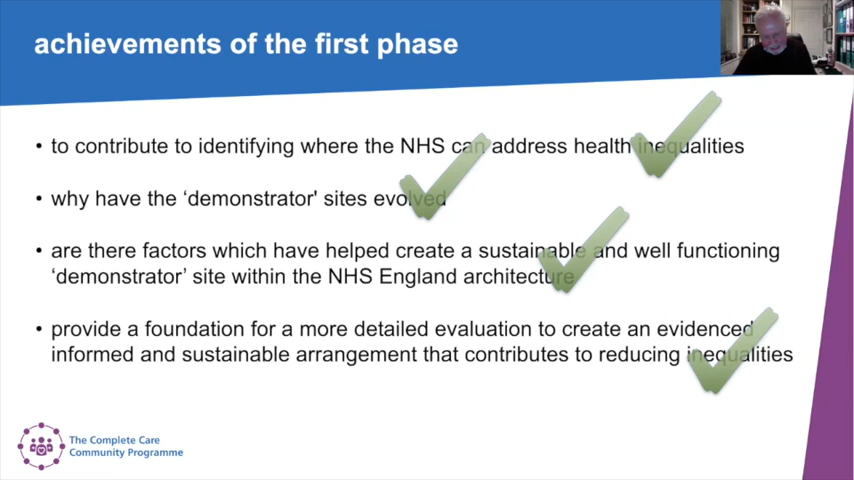 achievements of the first phase
• to contribute to identifying where the NHS can address health inequalities
• why have the ‘demonstrator' sites evolved
• are there factors which have helped create a sustainable and well functioning
‘demonstrator’ site within the NHS England architecture
• provide a foundation for a more detailed evaluation to create an evidenced
informed and sustainable arrangement that contributes to reducing inequalities
The Complete Care
Community Programme